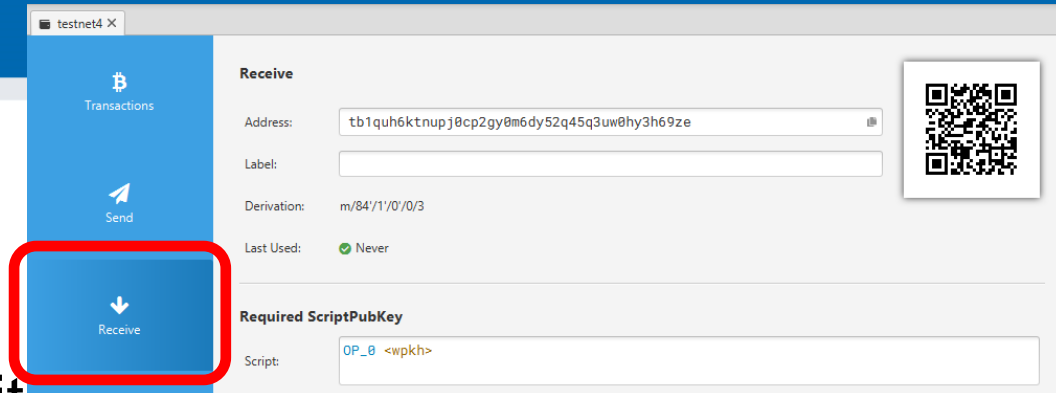 testnet4
Transactions
Send
Receive
Receive
Address: tb1quh6ktnupj0cp2gy0m6dy52q45q3uw0hy3h69ze
Label:
Derivation: m/84'/1'/0'/0/3
Last Used: Never
Required ScriptPubKey
Script: OP_0 <wpkh>